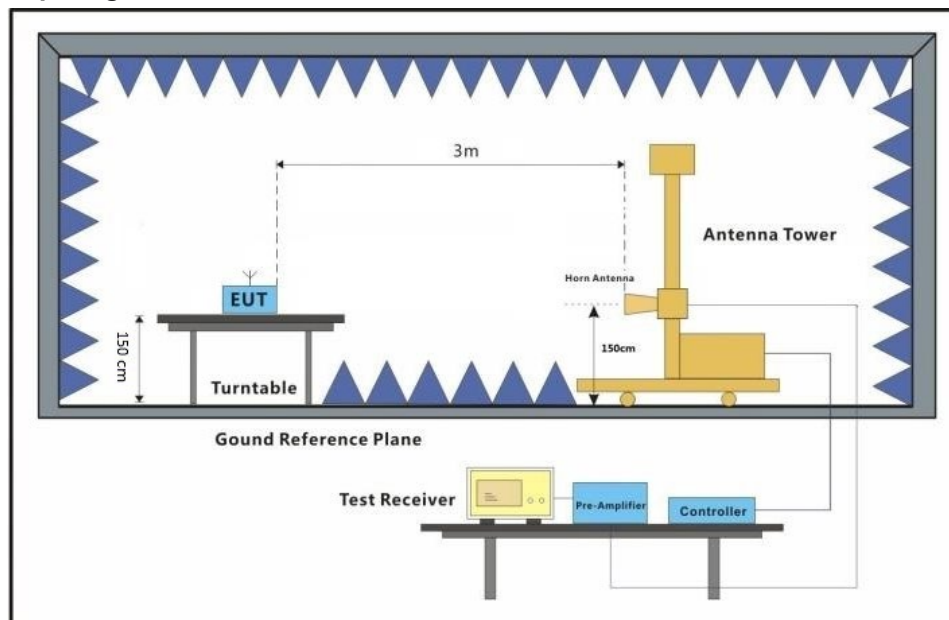 3m
Antenna Tower
Horn Antenna
EUT
150 cm
150cm
Turntable
Gound Reference Plane
Test Receiver
Pre-Amplifier
Controller